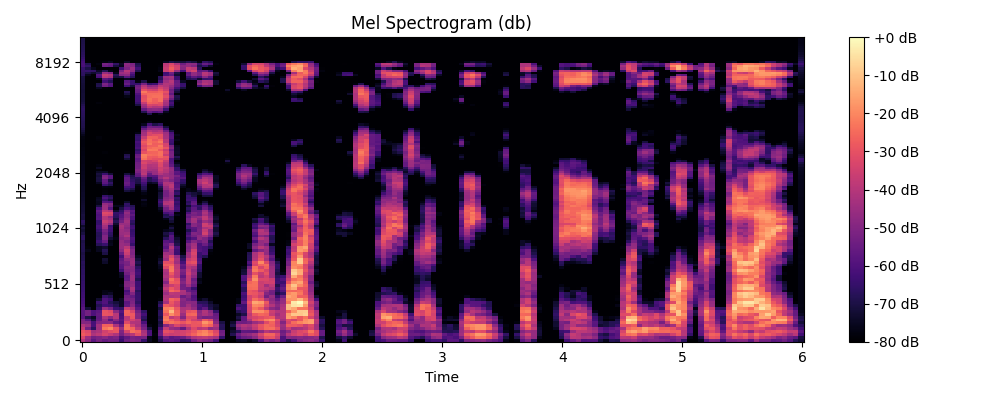 Mel Spectrogram (db)
8192
4096
2048
1024
512
0
Hz
0 1 2 3 4 5 6
Time
+0 dB
-10 dB
-20 dB
-30 dB
-40 dB
-50 dB
-60 dB
-70 dB
-80 dB